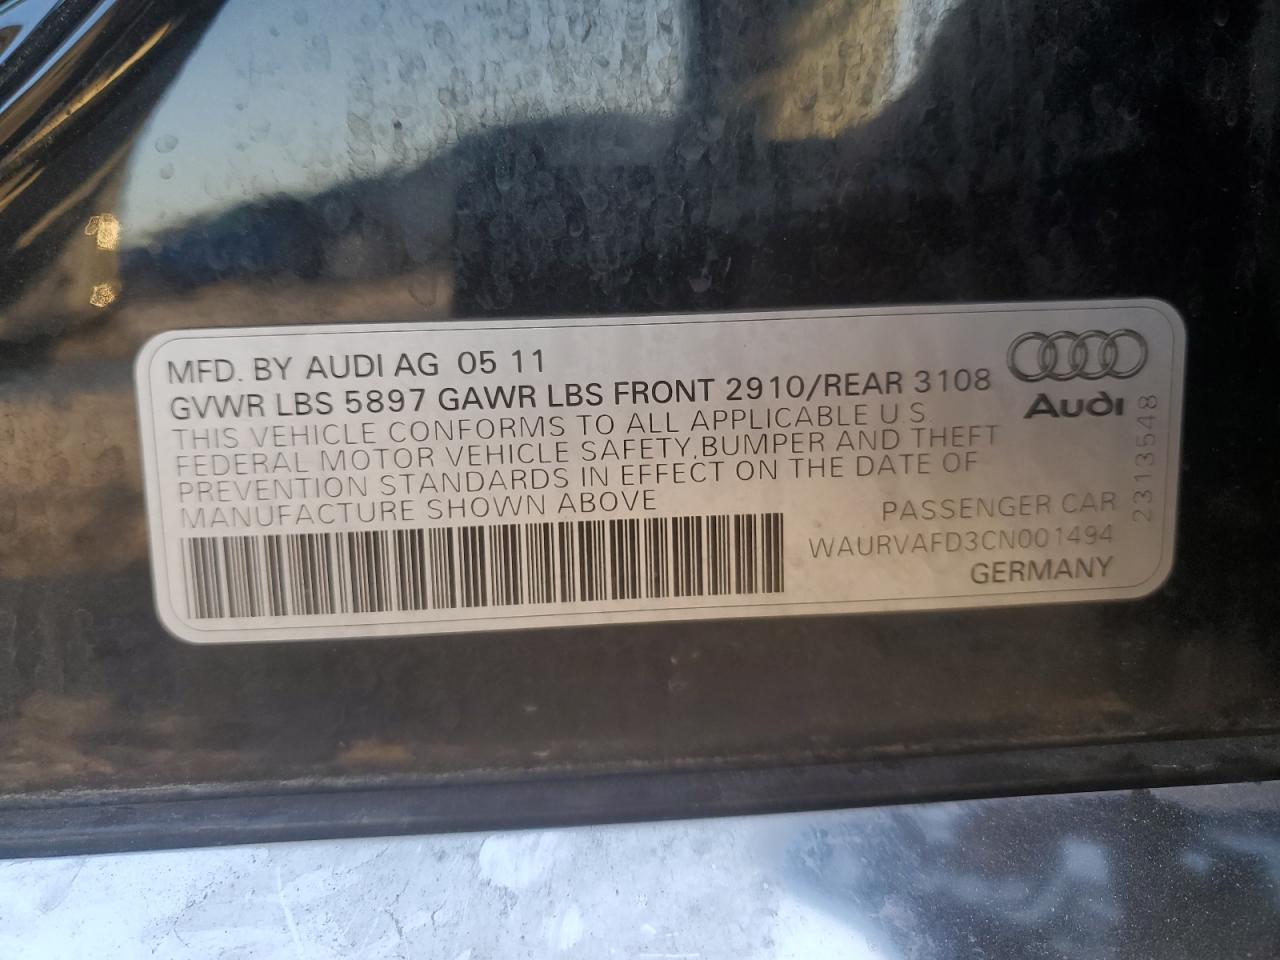 MFD. BY AUDI AG 05 11
GVWR LBS 5897 GAWR LBS FRONT 2910/REAR 3108
THIS VEHICLE CONFORMS TO ALL APPLICABLE U.S.
FEDERAL MOTOR VEHICLE SAFETY,BUMPER AND THEFT
PREVENTION STANDARDS IN EFFECT ON THE DATE OF
MANUFACTURE SHOWN ABOVE
Audi
2313548
PASSENGER CAR
WAURVAFD3CN001494
GERMANY